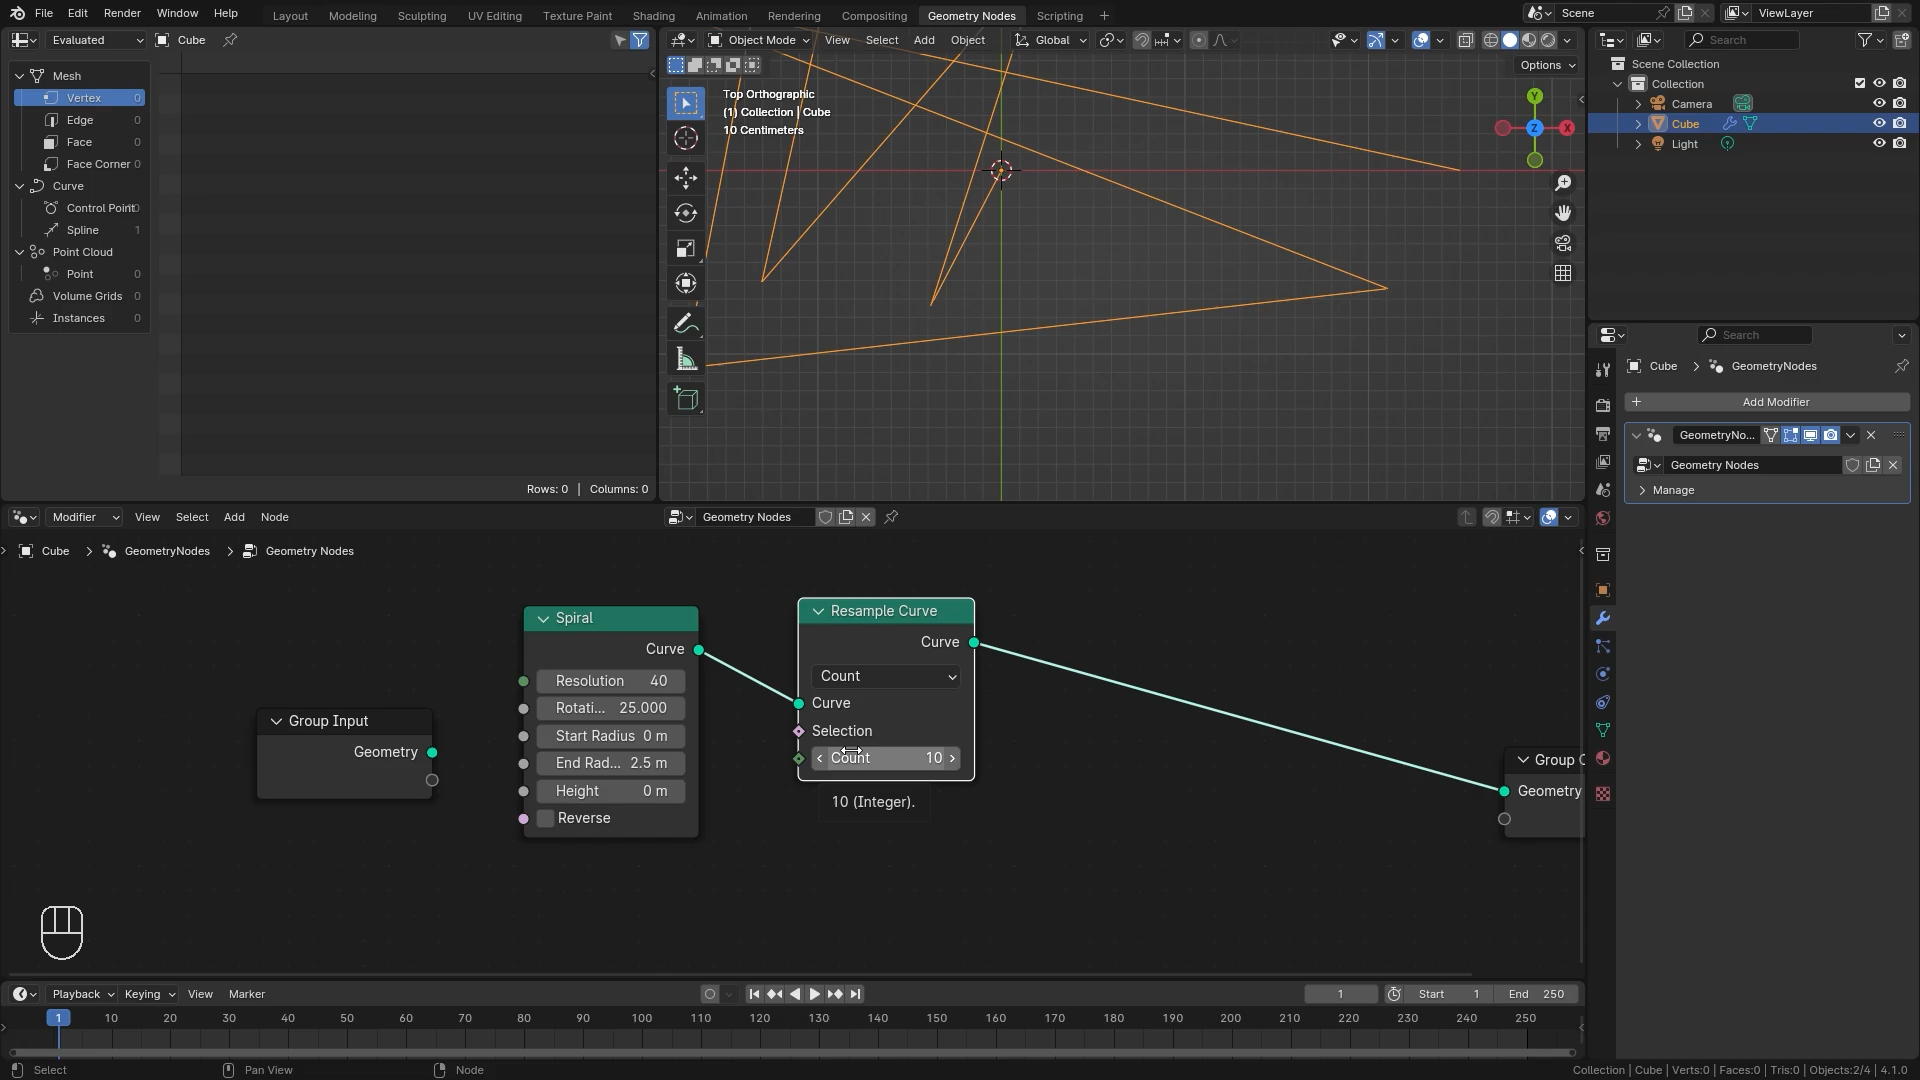 File Edit Render Window Help
Layout Modeling Sculpting UV Editing Texture Paint Shading Animation Rendering Compositing Geometry Nodes Scripting
Scene
ViewLayer
Evaluated
Cube
Mesh
Vertex 0
Edge 0
Face 0
Face Corner 0
Curve
Control Point
Spline 1
Point Cloud
Point 0
Volume Grids 0
Instances 0
Rows: 0 | Columns: 0
Object Mode View Select Add Object Global
Options
Top Orthographic
(1) Collection | Cube
10 Centimeters
Y
Z
X
Search
Scene Collection
Collection
Camera
Cube
Light
Search
Cube > GeometryNodes
Add Modifier
GeometryNo...
Geometry Nodes
Manage
Modifier View Select Add Node
Geometry Nodes
Cube > GeometryNodes > Geometry Nodes
Group Input
Geometry
Spiral
Curve
Resolution 40
Rotati... 25.000
Start Radius 0 m
End Rad... 2.5 m
Height 0 m
Reverse
Resample Curve
Curve
Count
Curve
Selection
Count 10
10 (Integer).
Group
Geometry
Playback Keying View Marker
1
Start 1
End 250
1 10 20 30 40 50 60 70 80 90 100 110 120 130 140 150 160 170 180 190 200 210 220 230 240 250
Select
Pan View
Node
Collection | Cube | Verts:0 | Faces:0 | Tris:0 | Objects:2/4 | 4.1.0